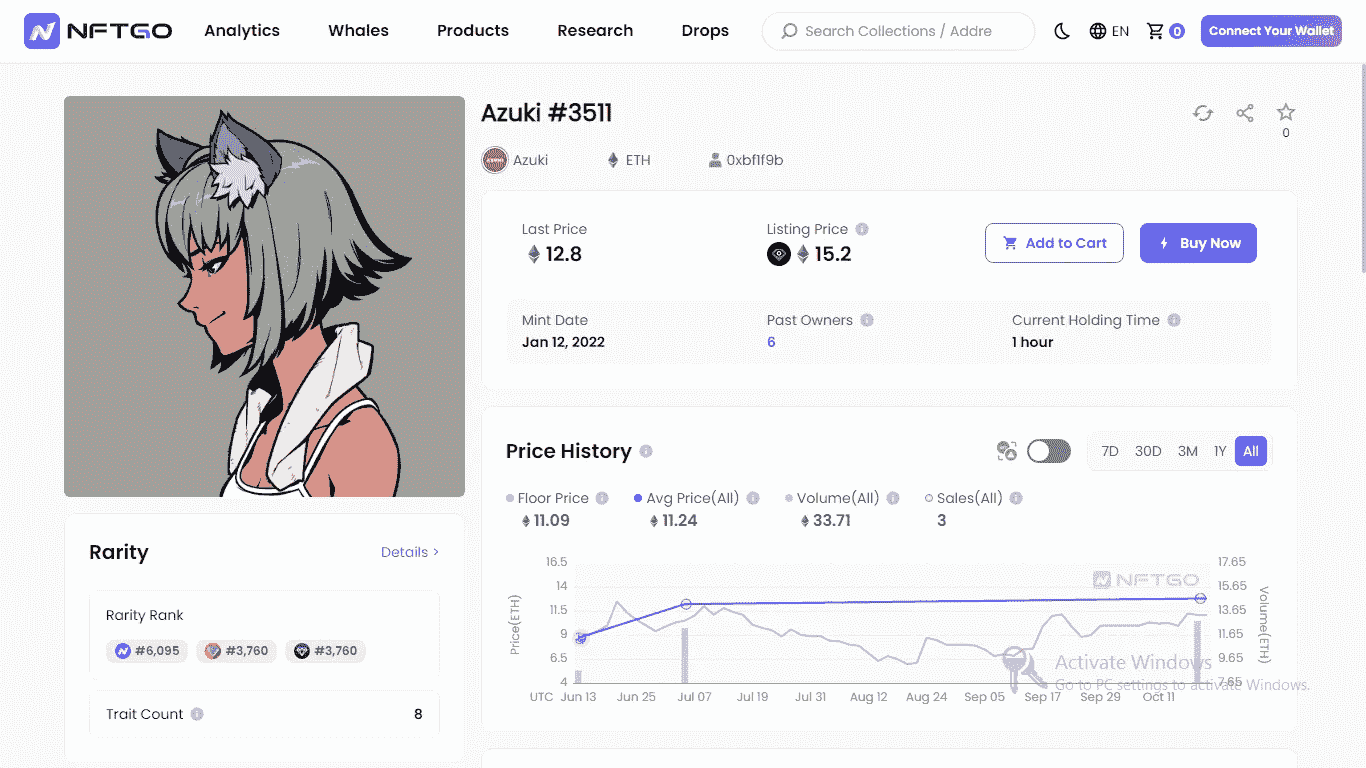 NFTGO Analytics Whales Products Research Drops Search Collections / Addre EN 0 Connect Your Wallet
Azuki #3511
0
Azuki ETH 0xbf1f9b
Last Price Listing Price
12.8 15.2 Add to Cart Buy Now
Mint Date Past Owners Current Holding Time
Jan 12, 2022 6 1 hour
Price History 7D 30D 3M 1Y All
Floor Price Avg Price(All) Volume(All) Sales(All)
11.09 11.24 33.71 3
Rarity Details >
Rarity Rank
#6,095 #3,760 #3,760
Trait Count 8
Price(ETH)
16.5
14
11.5
9
6.5
4
NFTGO
17.65
15.65
13.65
11.65
9.65
7.65
Volume(ETH)
UTC Jun 13 Jun 25 Jul 07 Jul 19 Jul 31 Aug 12 Aug 24 Sep 05 Sep 17 Sep 29 Oct 11
Activate Windows
Go to PC settings to activate Windows.